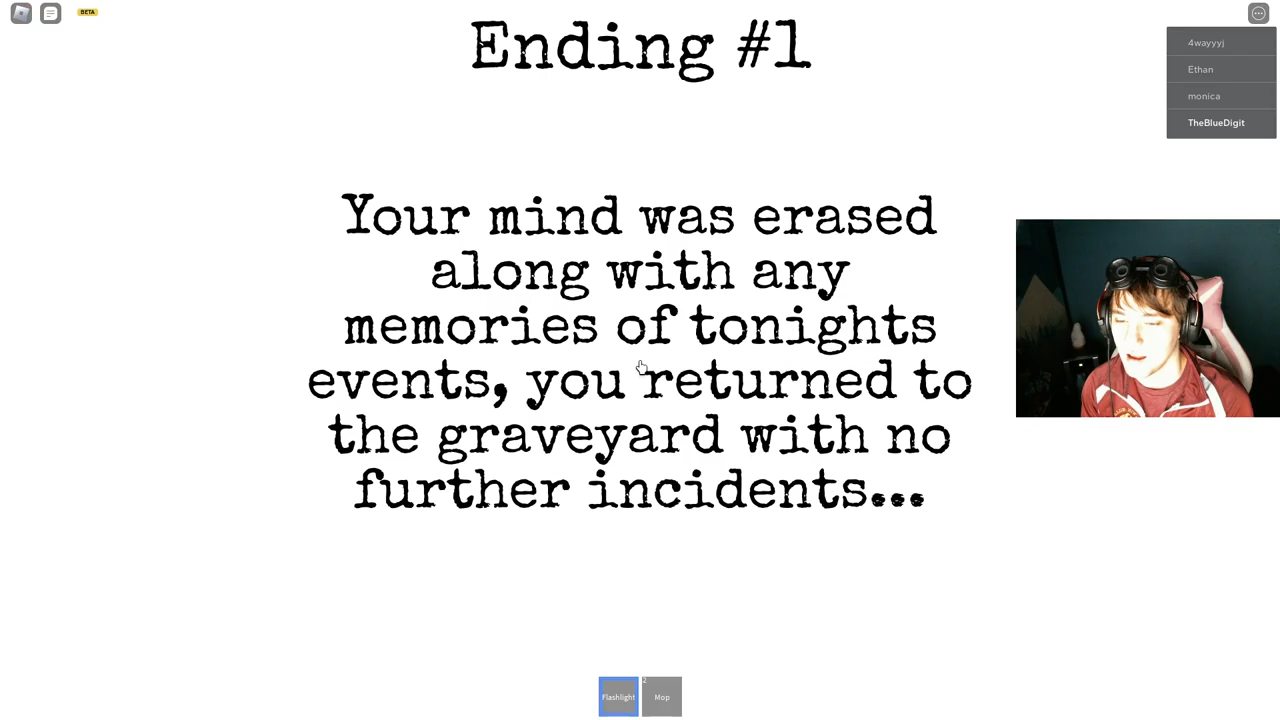 BETA
Ending #1
4wayyyj
Ethan
monica
TheBlueDigit
Your mind was erased
along with any
memories of tonights
events, you returned to
the graveyard with no
further incidents...
Flashlight
2
Mop